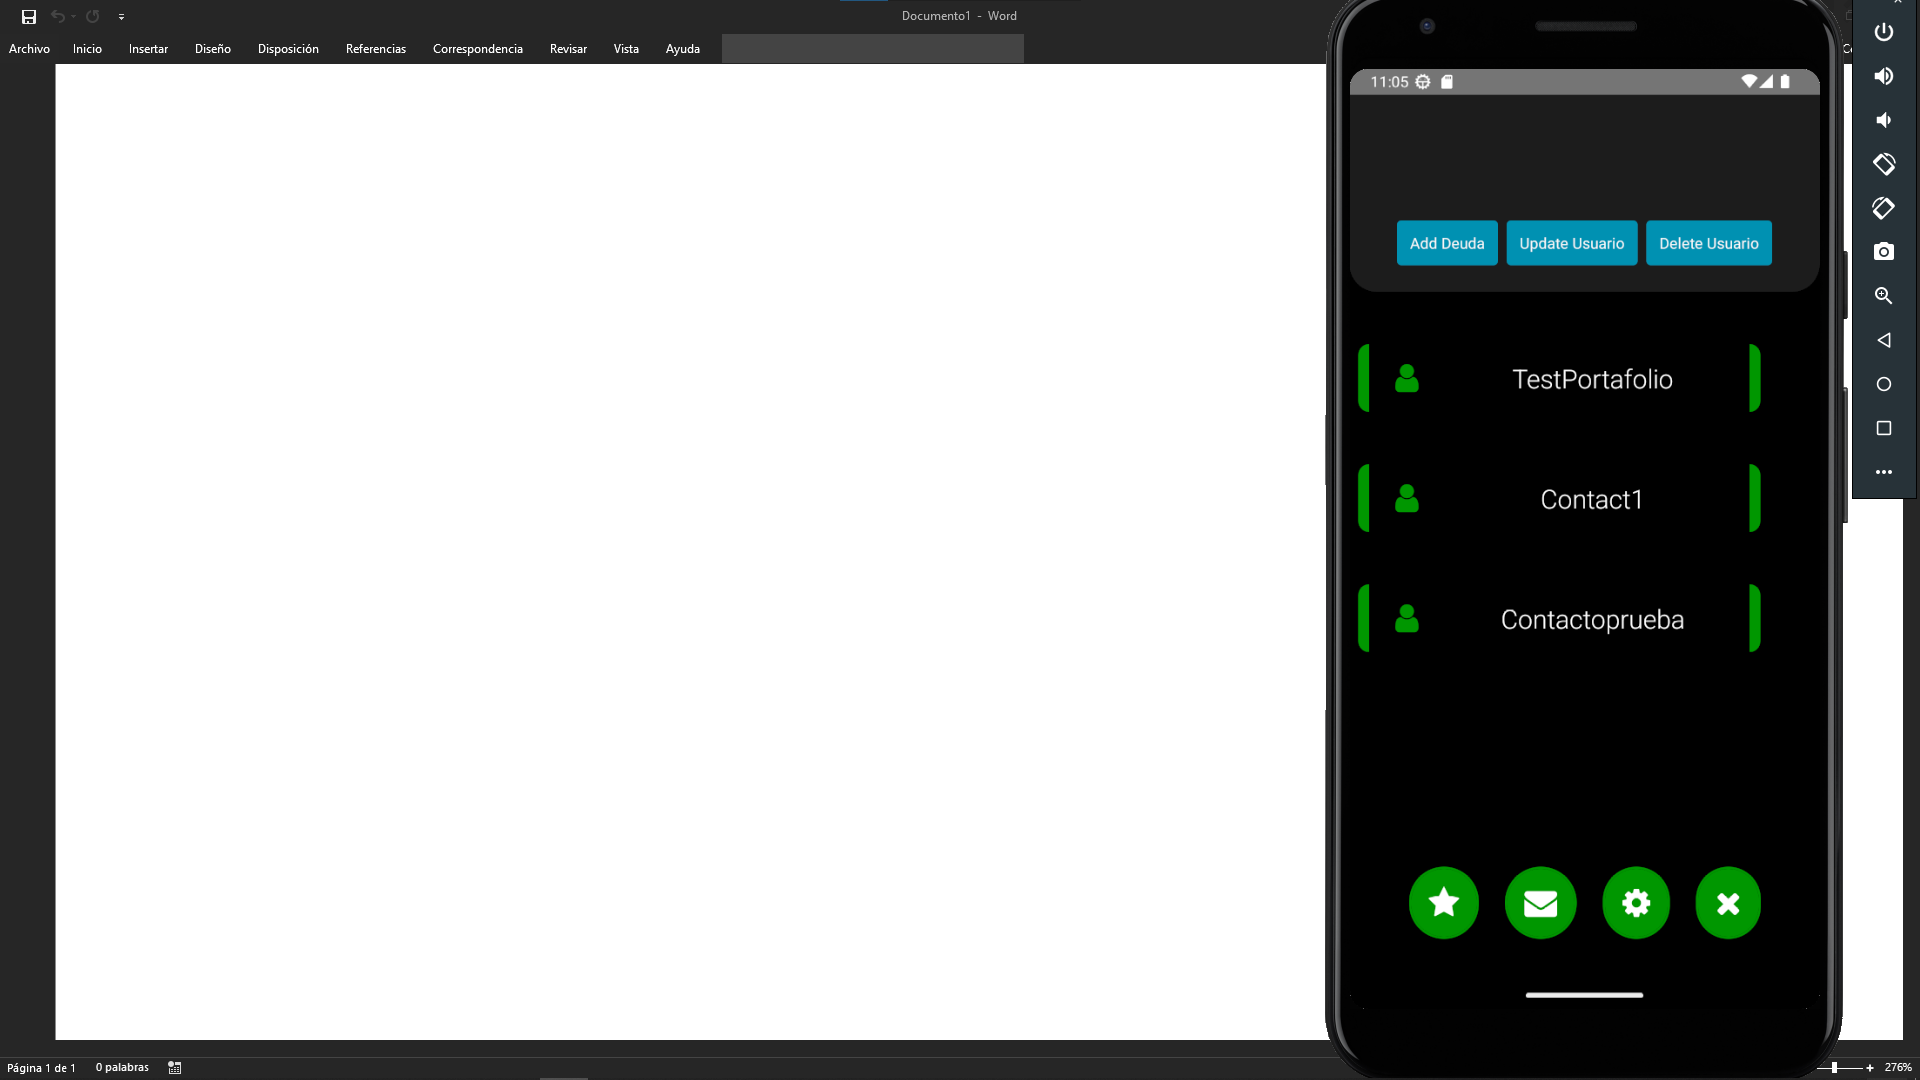 Documento1 - Word
Archivo Inicio Insertar Diseño Disposición Referencias Correspondencia Revisar Vista Ayuda
11:05
Add Deuda Update Usuario Delete Usuario
TestPortafolio
Contact1
Contactoprueba
Página 1 de 1 0 palabras
276%